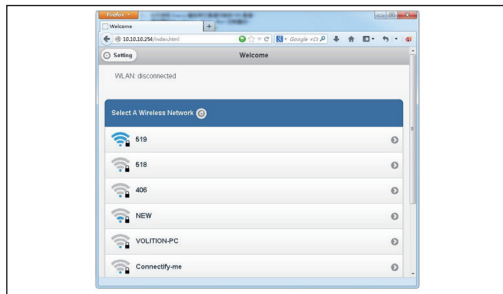 Firefox
Welcome
10.10.10.254/index.html
Google
Setting
Welcome
WLAN: disconnected
Select A Wireless Network
519
518
406
NEW
VOLITION-PC
Connectify-me